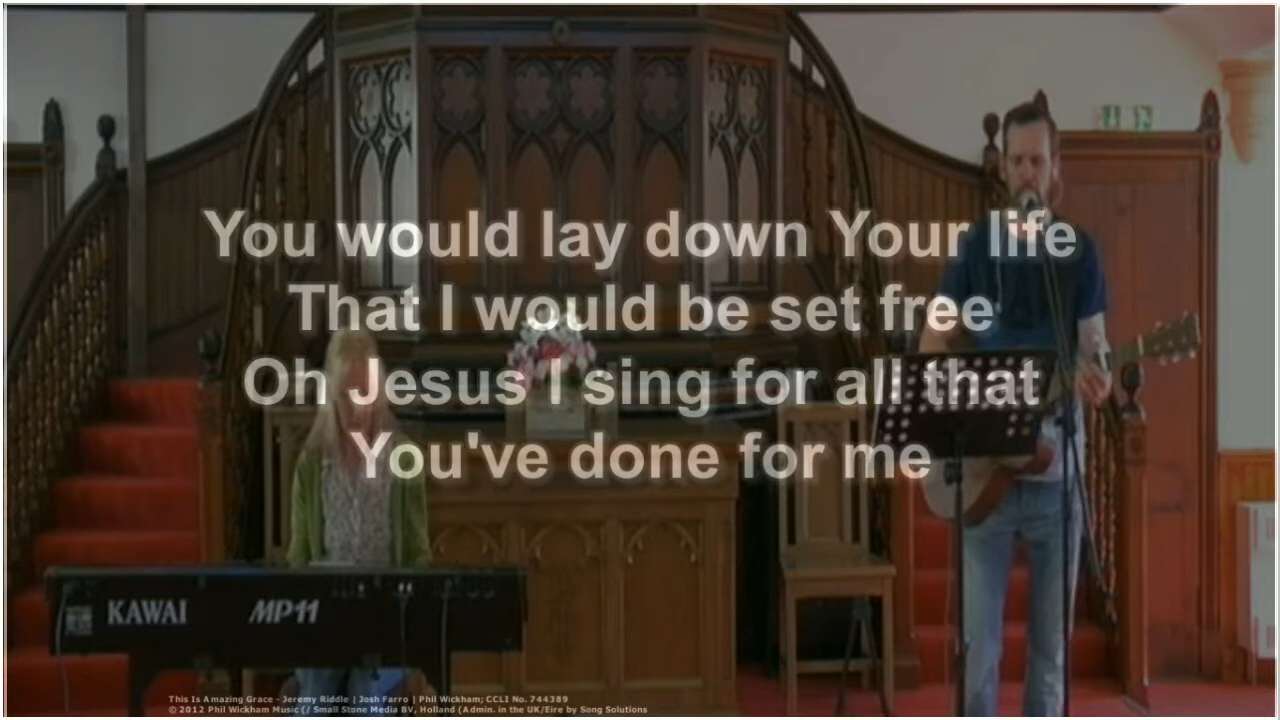 You would lay down Your life
That I would be set free
Oh Jesus I sing for all that
You've done for me
KAWAI MP11
This Is Amazing Grace - Jeremy Riddle | Josh Farro | Phil Wickham; CCLI No. 744389
© 2012 Phil Wickham Music (/ Small Stone Media BV, Holland (Admin. in the UK/Eire by Song Solutions